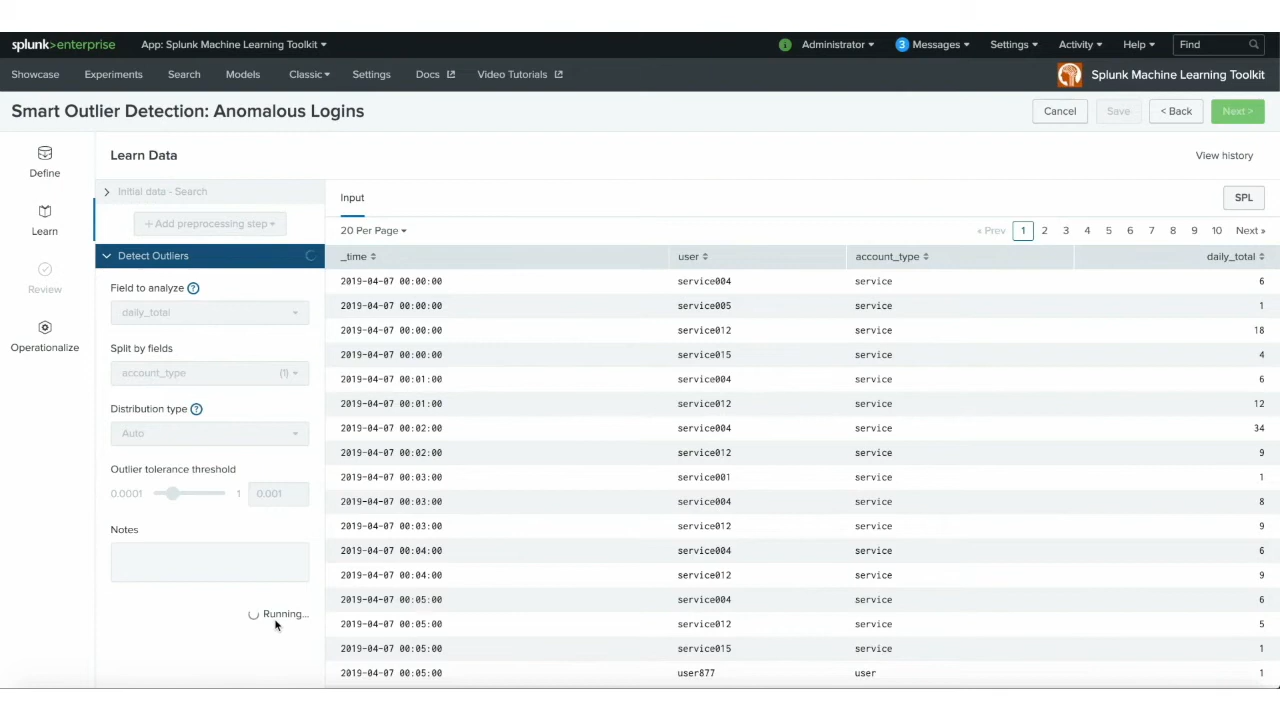 splunk>enterprise App: Splunk Machine Learning Toolkit i Administrator 3 Messages Settings Activity Help Find
Showcase Experiments Search Models Classic Settings Docs Video Tutorials Splunk Machine Learning Toolkit
Smart Outlier Detection: Anomalous Logins Cancel Save < Back Next >
Define
Learn
Review
Operationalize
Learn Data View history
Initial data - Search
+ Add preprocessing step
Detect Outliers
Field to analyze ?
daily_total
Split by fields
account_type (1)
Distribution type ?
Auto
Outlier tolerance threshold
0.0001 1 0.001
Notes
Running...
Input SPL
20 Per Page « Prev 1 2 3 4 5 6 7 8 9 10 Next »
_time user account_type daily_total
2019-04-07 00:00:00 service004 service 6
2019-04-07 00:00:00 service005 service 1
2019-04-07 00:00:00 service012 service 18
2019-04-07 00:00:00 service015 service 4
2019-04-07 00:01:00 service004 service 6
2019-04-07 00:01:00 service012 service 12
2019-04-07 00:02:00 service004 service 34
2019-04-07 00:02:00 service012 service 9
2019-04-07 00:03:00 service001 service 1
2019-04-07 00:03:00 service004 service 8
2019-04-07 00:03:00 service012 service 9
2019-04-07 00:04:00 service004 service 6
2019-04-07 00:04:00 service012 service 9
2019-04-07 00:05:00 service004 service 6
2019-04-07 00:05:00 service012 service 5
2019-04-07 00:05:00 service015 service 1
2019-04-07 00:05:00 user877 user 1